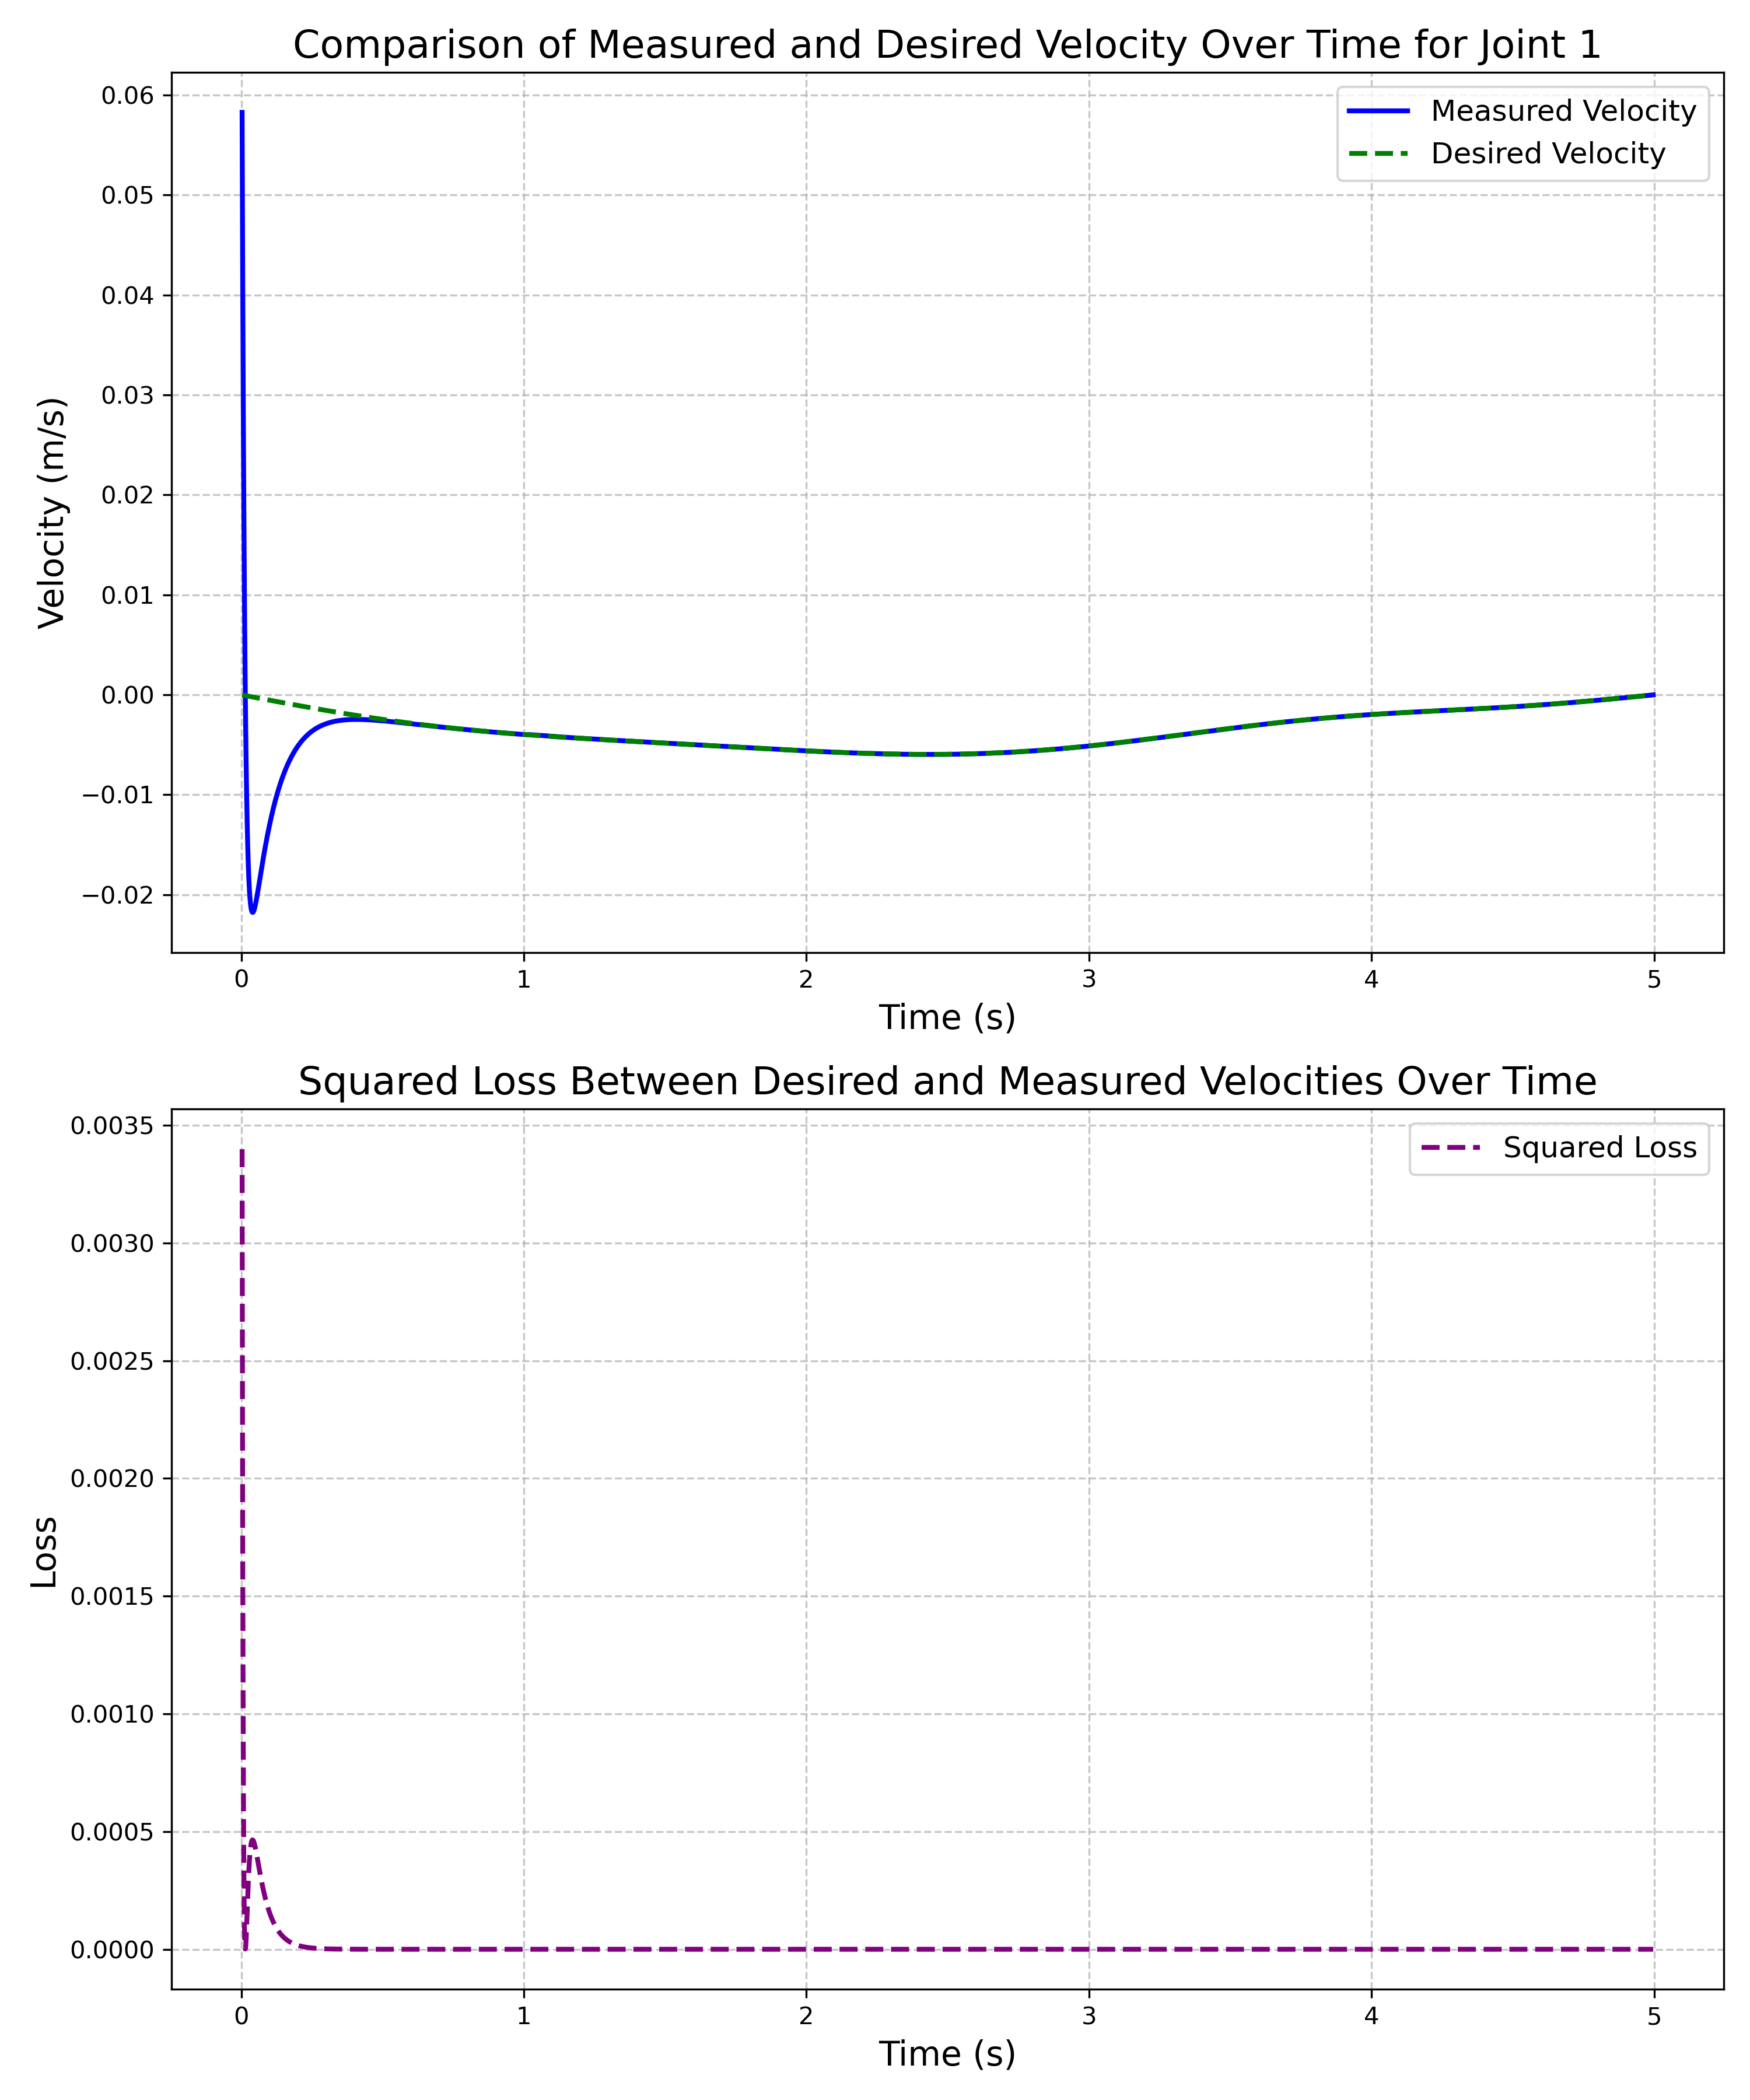 Comparison of Measured and Desired Velocity Over Time for Joint 1
Measured Velocity
Desired Velocity
Velocity (m/s)
0.06
0.05
0.04
0.03
0.02
0.01
0.00
−0.01
−0.02
0 1 2 3 4 5
Time (s)
Squared Loss Between Desired and Measured Velocities Over Time
Squared Loss
Loss
0.0035
0.0030
0.0025
0.0020
0.0015
0.0010
0.0005
0.0000
0 1 2 3 4 5
Time (s)